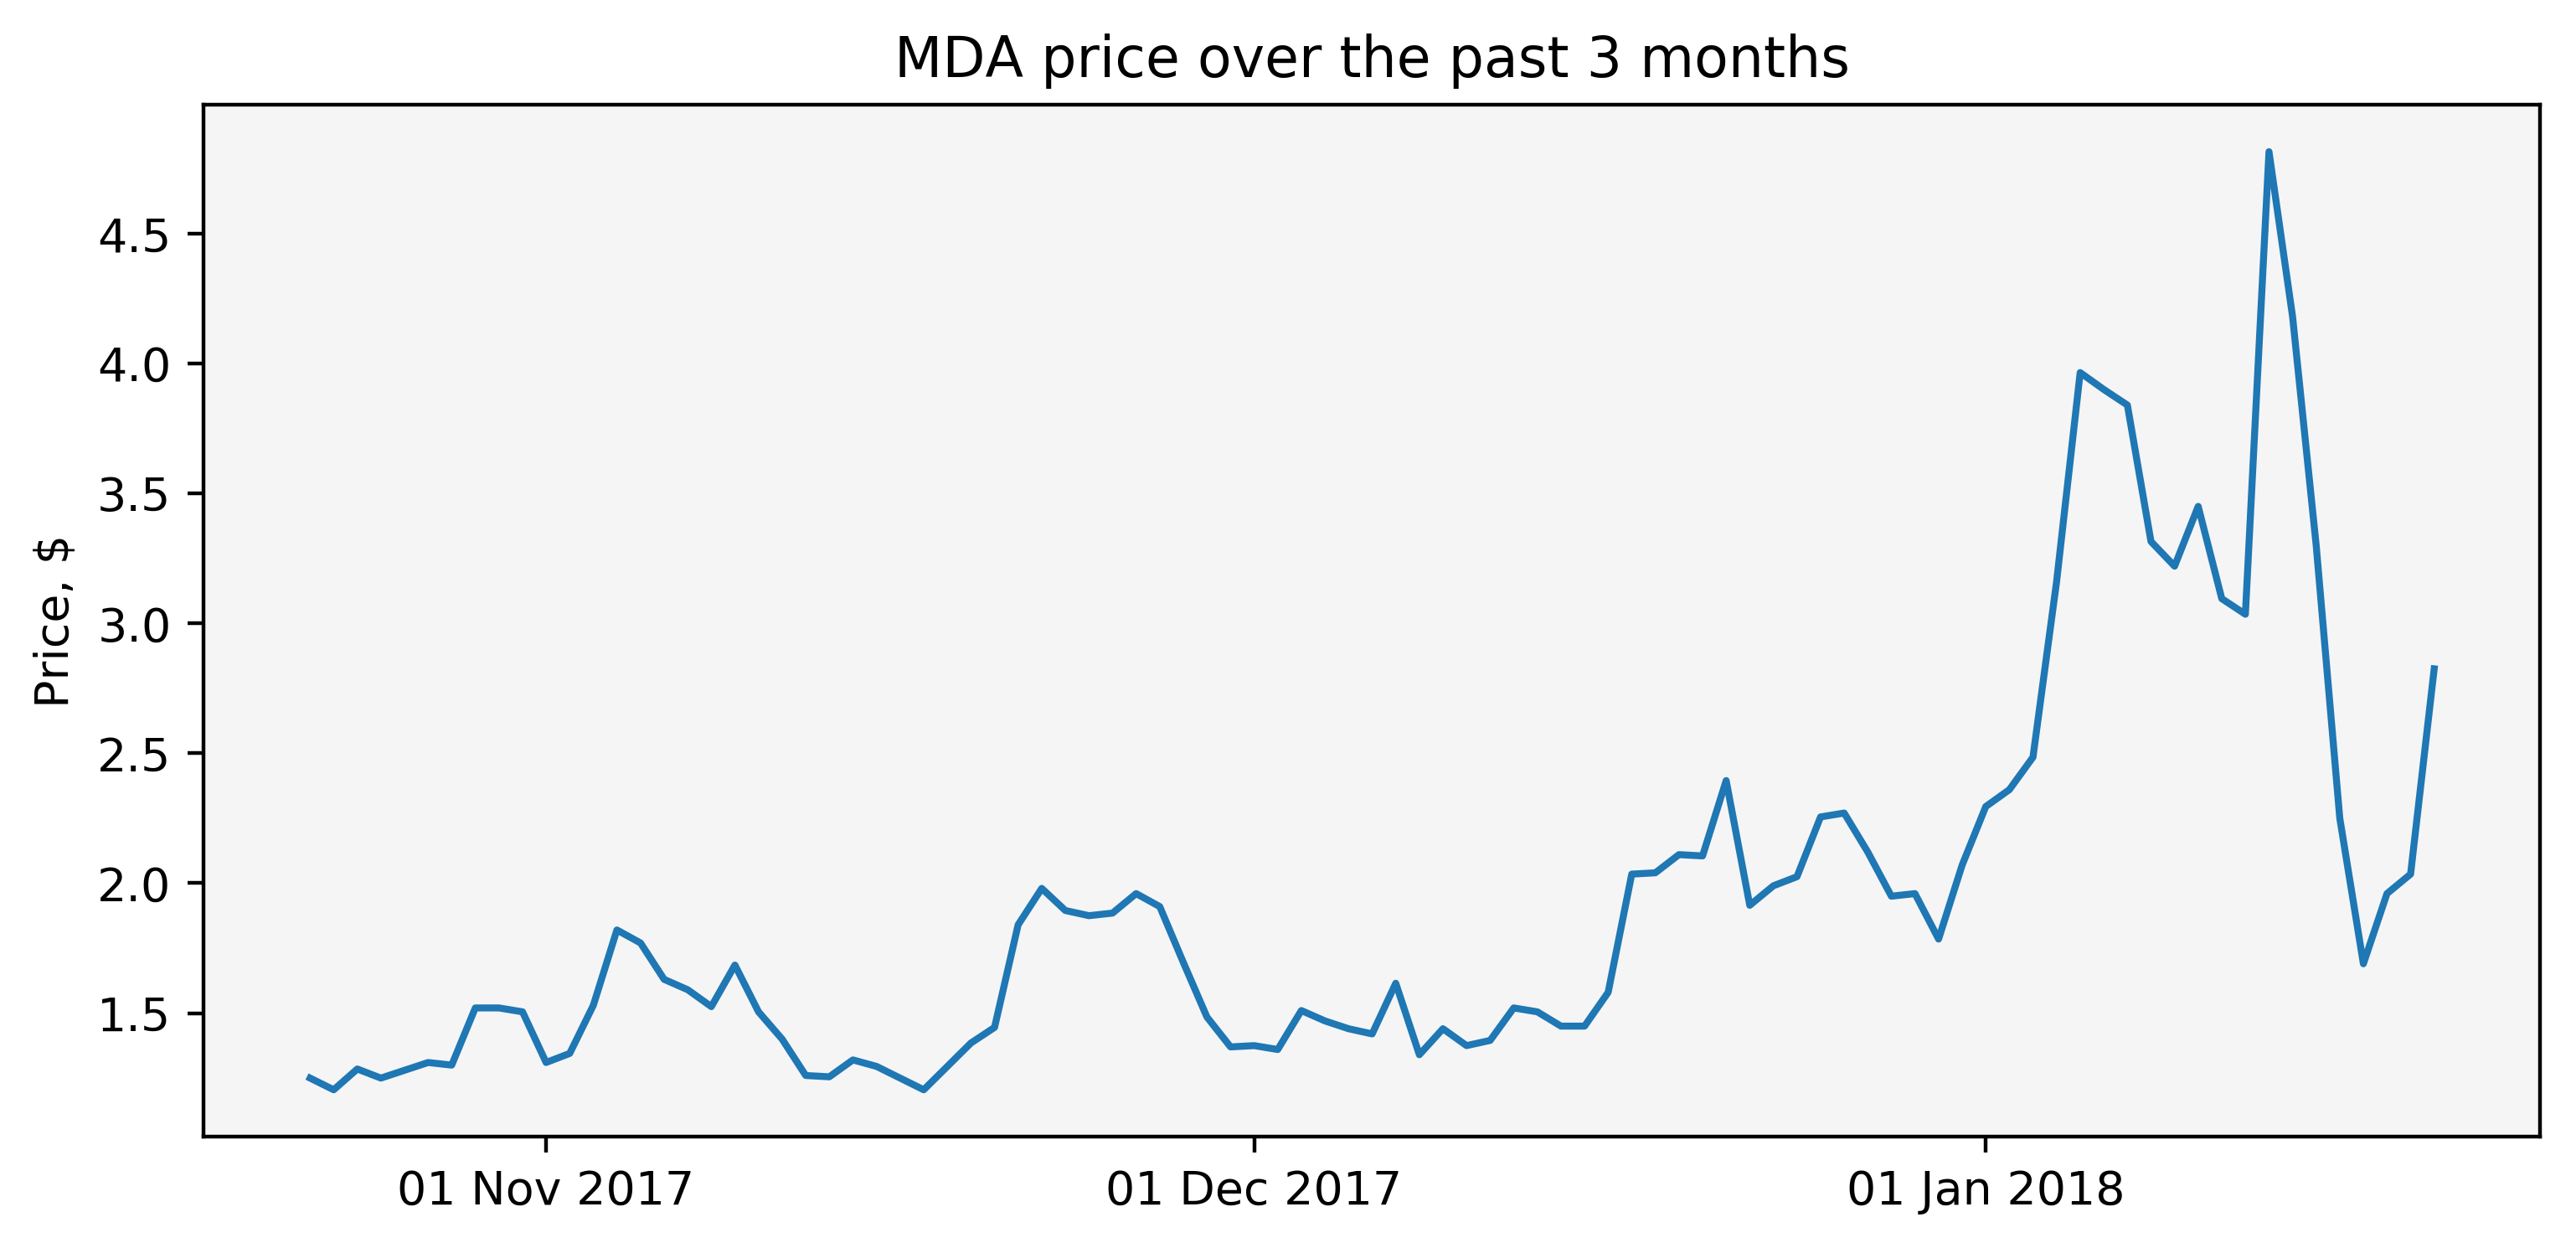 MDA price over the past 3 months
Price, $
4.5
4.0
3.5
3.0
2.5
2.0
1.5
01 Nov 2017
01 Dec 2017
01 Jan 2018